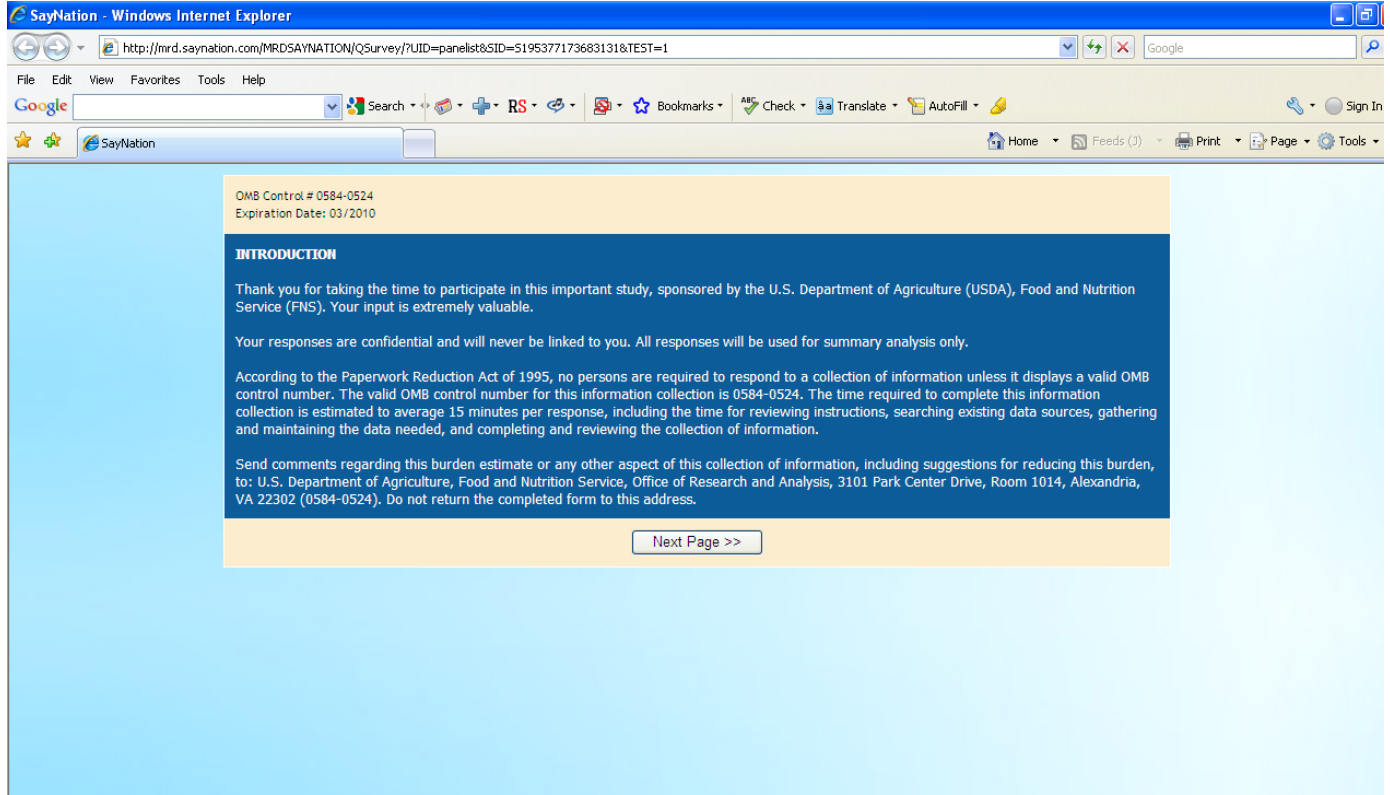 SayNation - Windows Internet Explorer
http://mrd.saynation.com/MRDSAYNATION/QSurvey/?UID=panelist&SID=S195377173683131&TEST=1
Google
File Edit View Favorites Tools Help
Google Search RS Bookmarks Check Translate AutoFill Sign In
SayNation Home Feeds (J) Print Page Tools
OMB Control # 0584-0524
Expiration Date: 03/2010
INTRODUCTION
Thank you for taking the time to participate in this important study, sponsored by the U.S. Department of Agriculture (USDA), Food and Nutrition
Service (FNS). Your input is extremely valuable.
Your responses are confidential and will never be linked to you. All responses will be used for summary analysis only.
According to the Paperwork Reduction Act of 1995, no persons are required to respond to a collection of information unless it displays a valid OMB
control number. The valid OMB control number for this information collection is 0584-0524. The time required to complete this information
collection is estimated to average 15 minutes per response, including the time for reviewing instructions, searching existing data sources, gathering
and maintaining the data needed, and completing and reviewing the collection of information.
Send comments regarding this burden estimate or any other aspect of this collection of information, including suggestions for reducing this burden,
to: U.S. Department of Agriculture, Food and Nutrition Service, Office of Research and Analysis, 3101 Park Center Drive, Room 1014, Alexandria,
VA 22302 (0584-0524). Do not return the completed form to this address.
Next Page >>